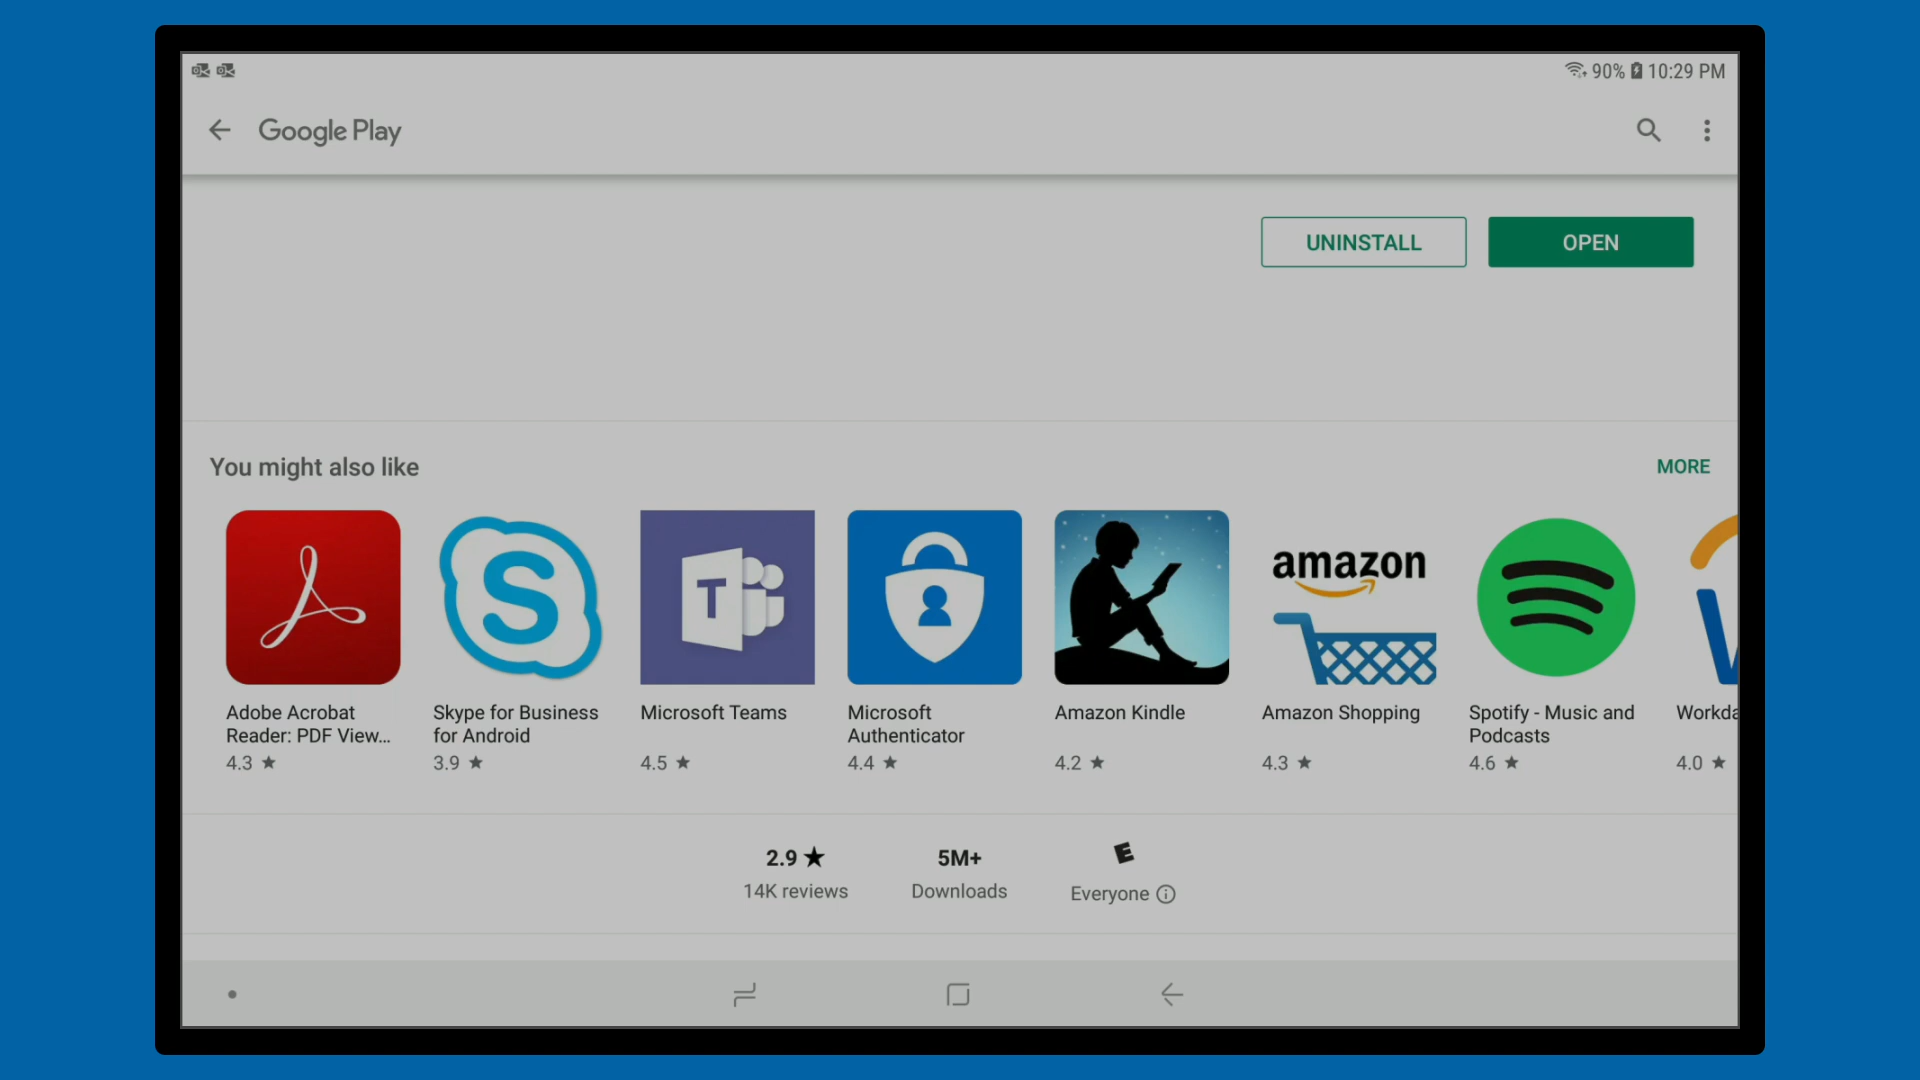 90% 10:29 PM
Google Play
UNINSTALL
OPEN
You might also like
MORE
T
amazon
Adobe Acrobat
Reader: PDF View...
4.3 ★
Skype for Business
for Android
3.9 ★
Microsoft Teams
4.5 ★
Microsoft
Authenticator
4.4 ★
Amazon Kindle
4.2 ★
Amazon Shopping
4.3 ★
Spotify - Music and
Podcasts
4.6 ★
Workda
4.0 ★
2.9 ★
14K reviews
5M+
Downloads
E
Everyone